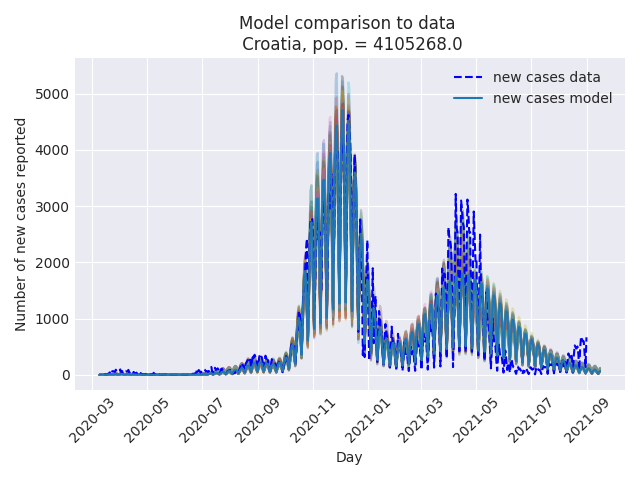 Model comparison to data
Croatia, pop. = 4105268.0
new cases data
new cases model
Number of new cases reported
5000
4000
3000
2000
1000
0
2020-03
2020-05
2020-07
2020-09
2020-11
2021-01
2021-03
2021-05
2021-07
2021-09
Day